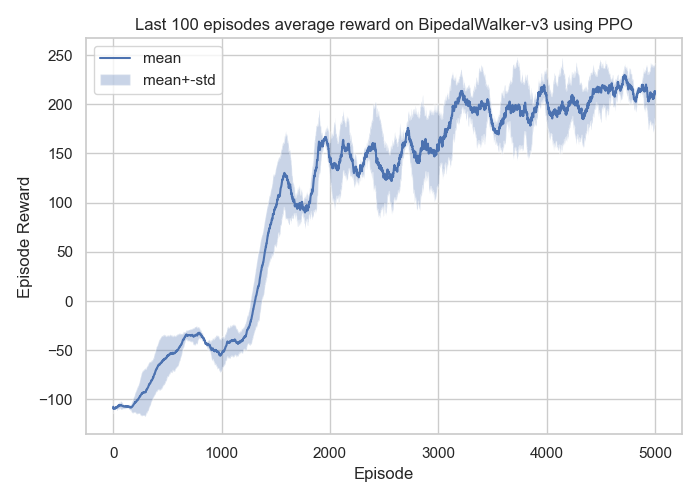 Last 100 episodes average reward on BipedalWalker-v3 using PPO
mean
mean+-std
250
200
150
100
50
0
−50
−100
Episode Reward
0 1000 2000 3000 4000 5000
Episode